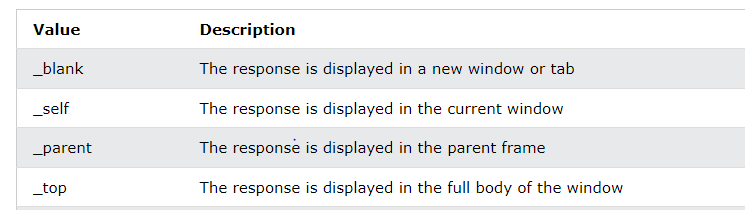 Value Description
_blank The response is displayed in a new window or tab
_self The response is displayed in the current window
_parent The response is displayed in the parent frame
_top The response is displayed in the full body of the window